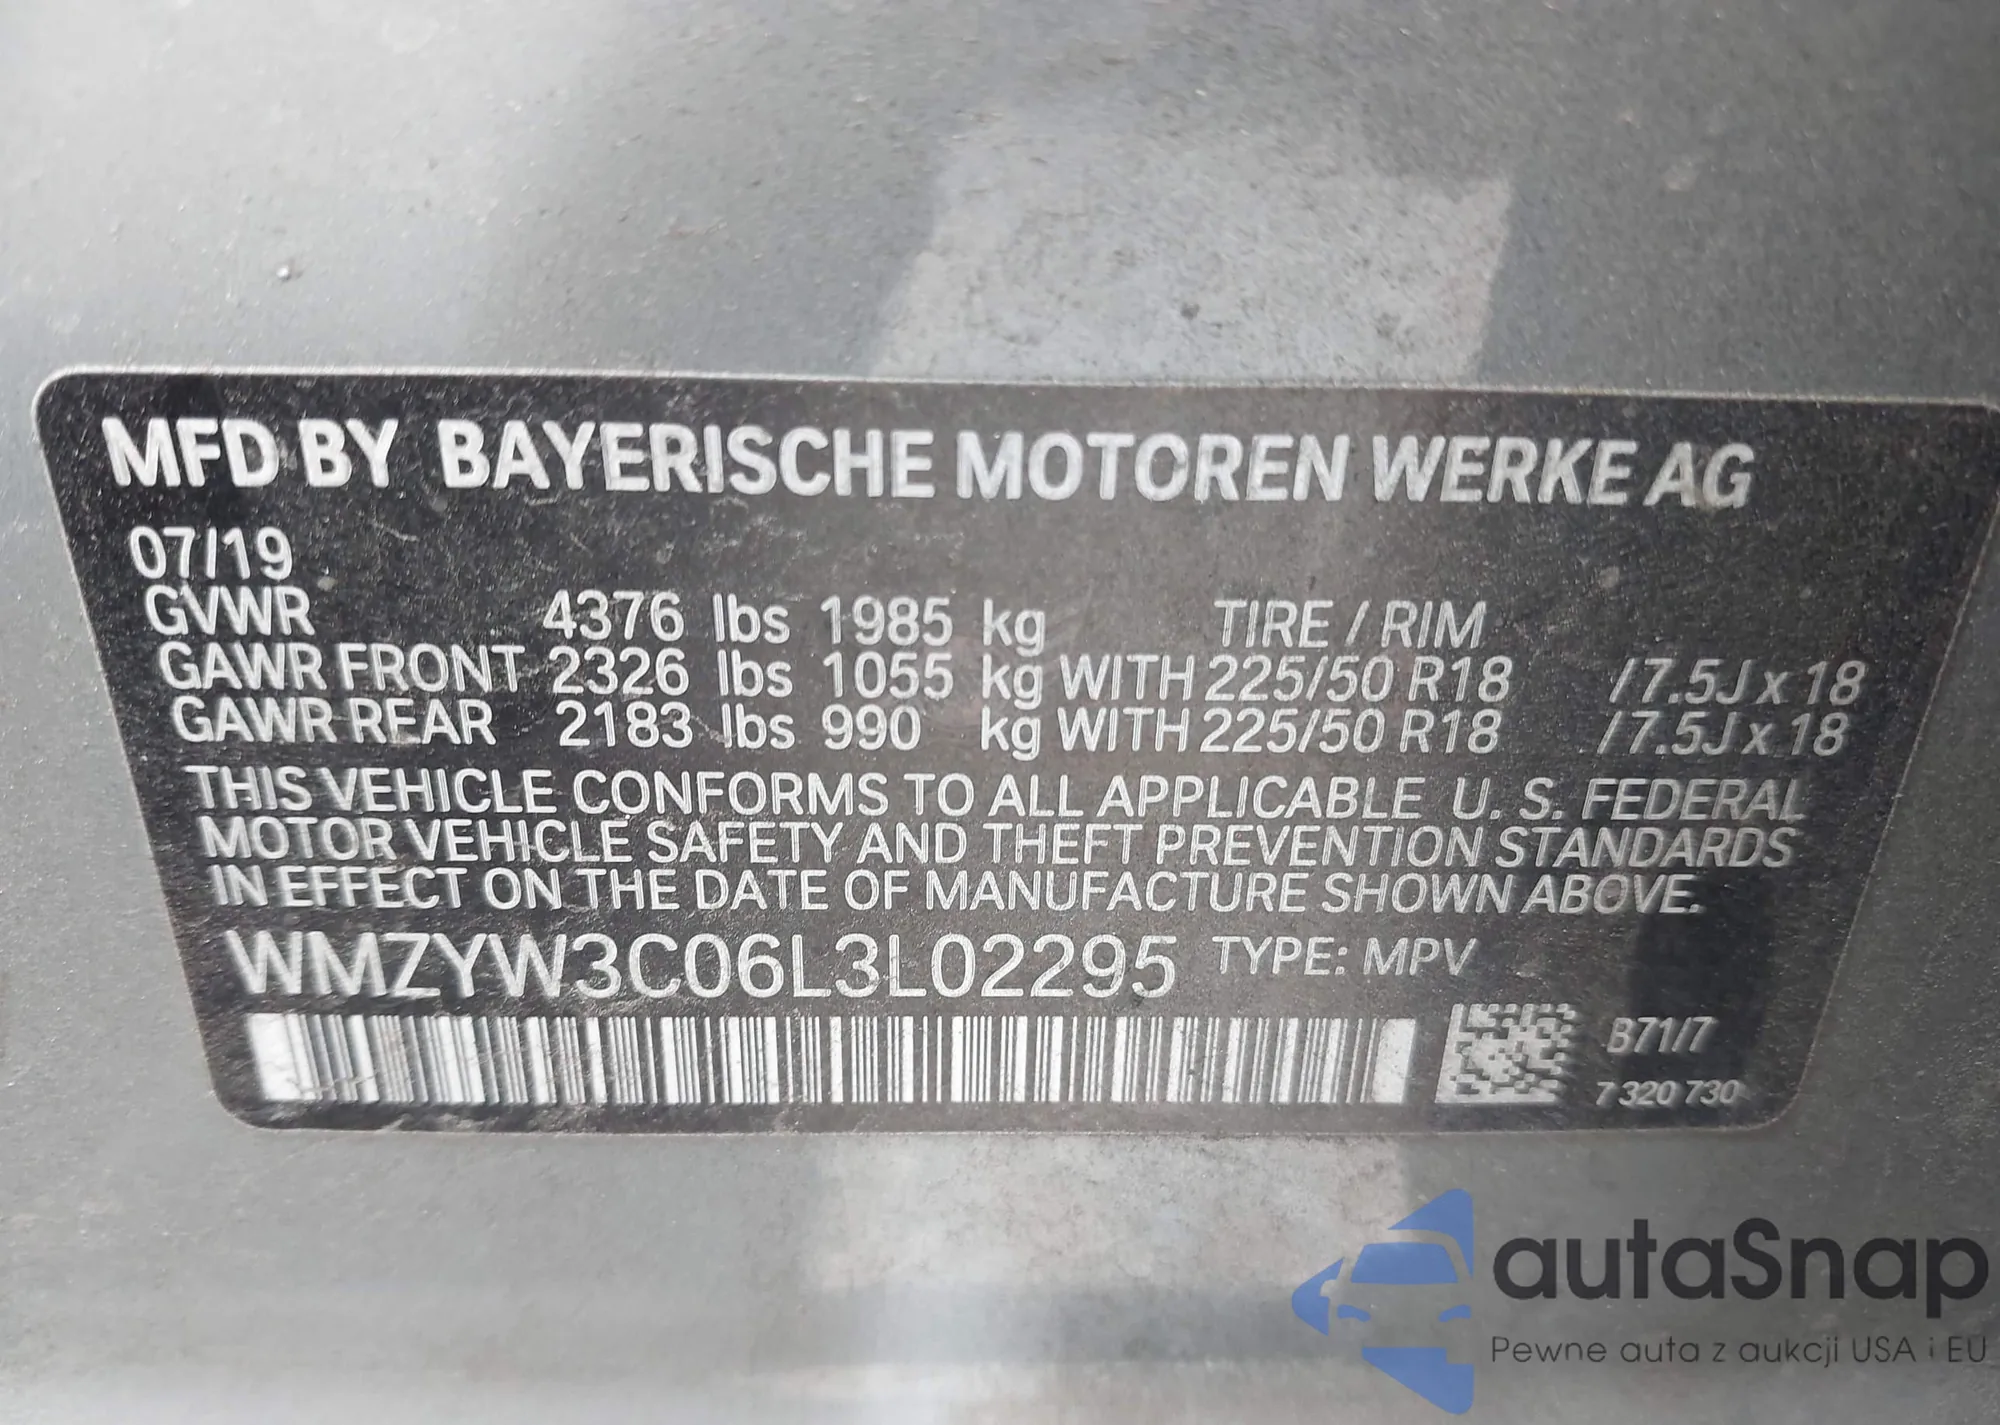 MFD BY BAYERISCHE MOTOREN WERKE AG
07/19
GVWR 4376 lbs 1985 kg TIRE / RIM
GAWR FRONT 2326 lbs 1055 kg WITH 225/50 R18 /7.5J x 18
GAWR REAR 2183 lbs 990 kg WITH 225/50 R18 /7.5J x 18
THIS VEHICLE CONFORMS TO ALL APPLICABLE U. S. FEDERAL
MOTOR VEHICLE SAFETY AND THEFT PREVENTION STANDARDS
IN EFFECT ON THE DATE OF MANUFACTURE SHOWN ABOVE.
WMZYW3C06L3L02295 TYPE: MPV
B71/7
7 320 730
autaSnap
Pewne auta z aukcji USA i EU